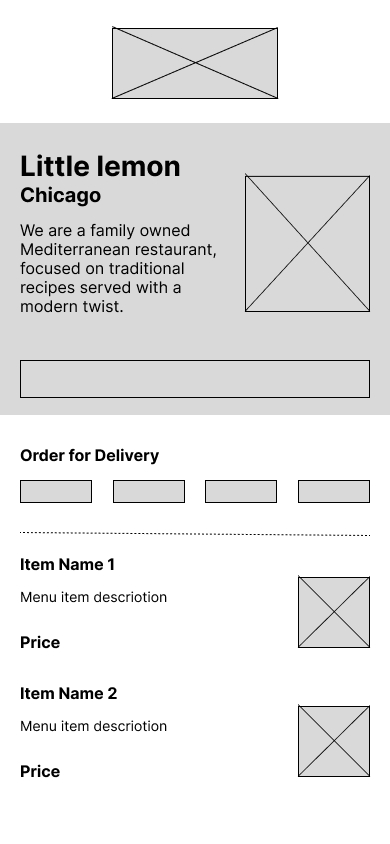 Little lemon
Chicago
We are a family owned
Mediterranean restaurant,
focused on traditional
recipes served with a
modern twist.
Order for Delivery
Item Name 1
Menu item descriotion
Price
Item Name 2
Menu item descriotion
Price